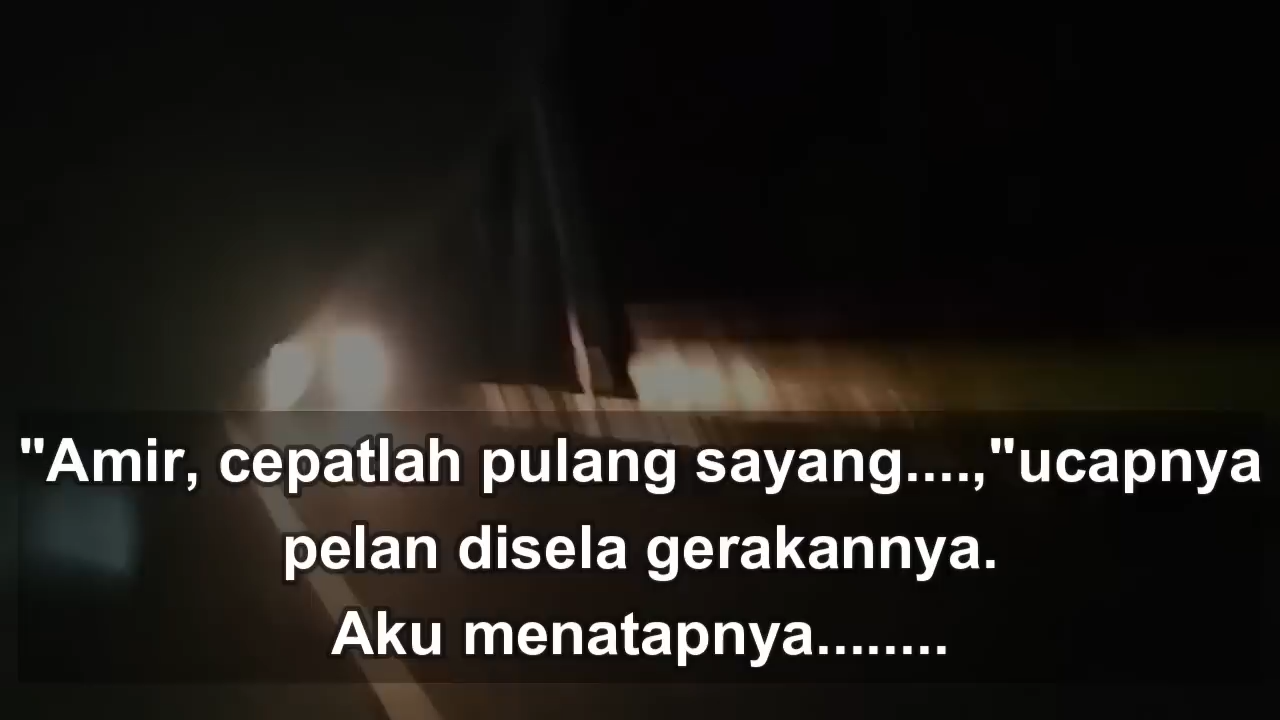 "Amir, cepatlah pulang sayang....,"ucapnya
pelan disela gerakannya.
Aku menatapnya........